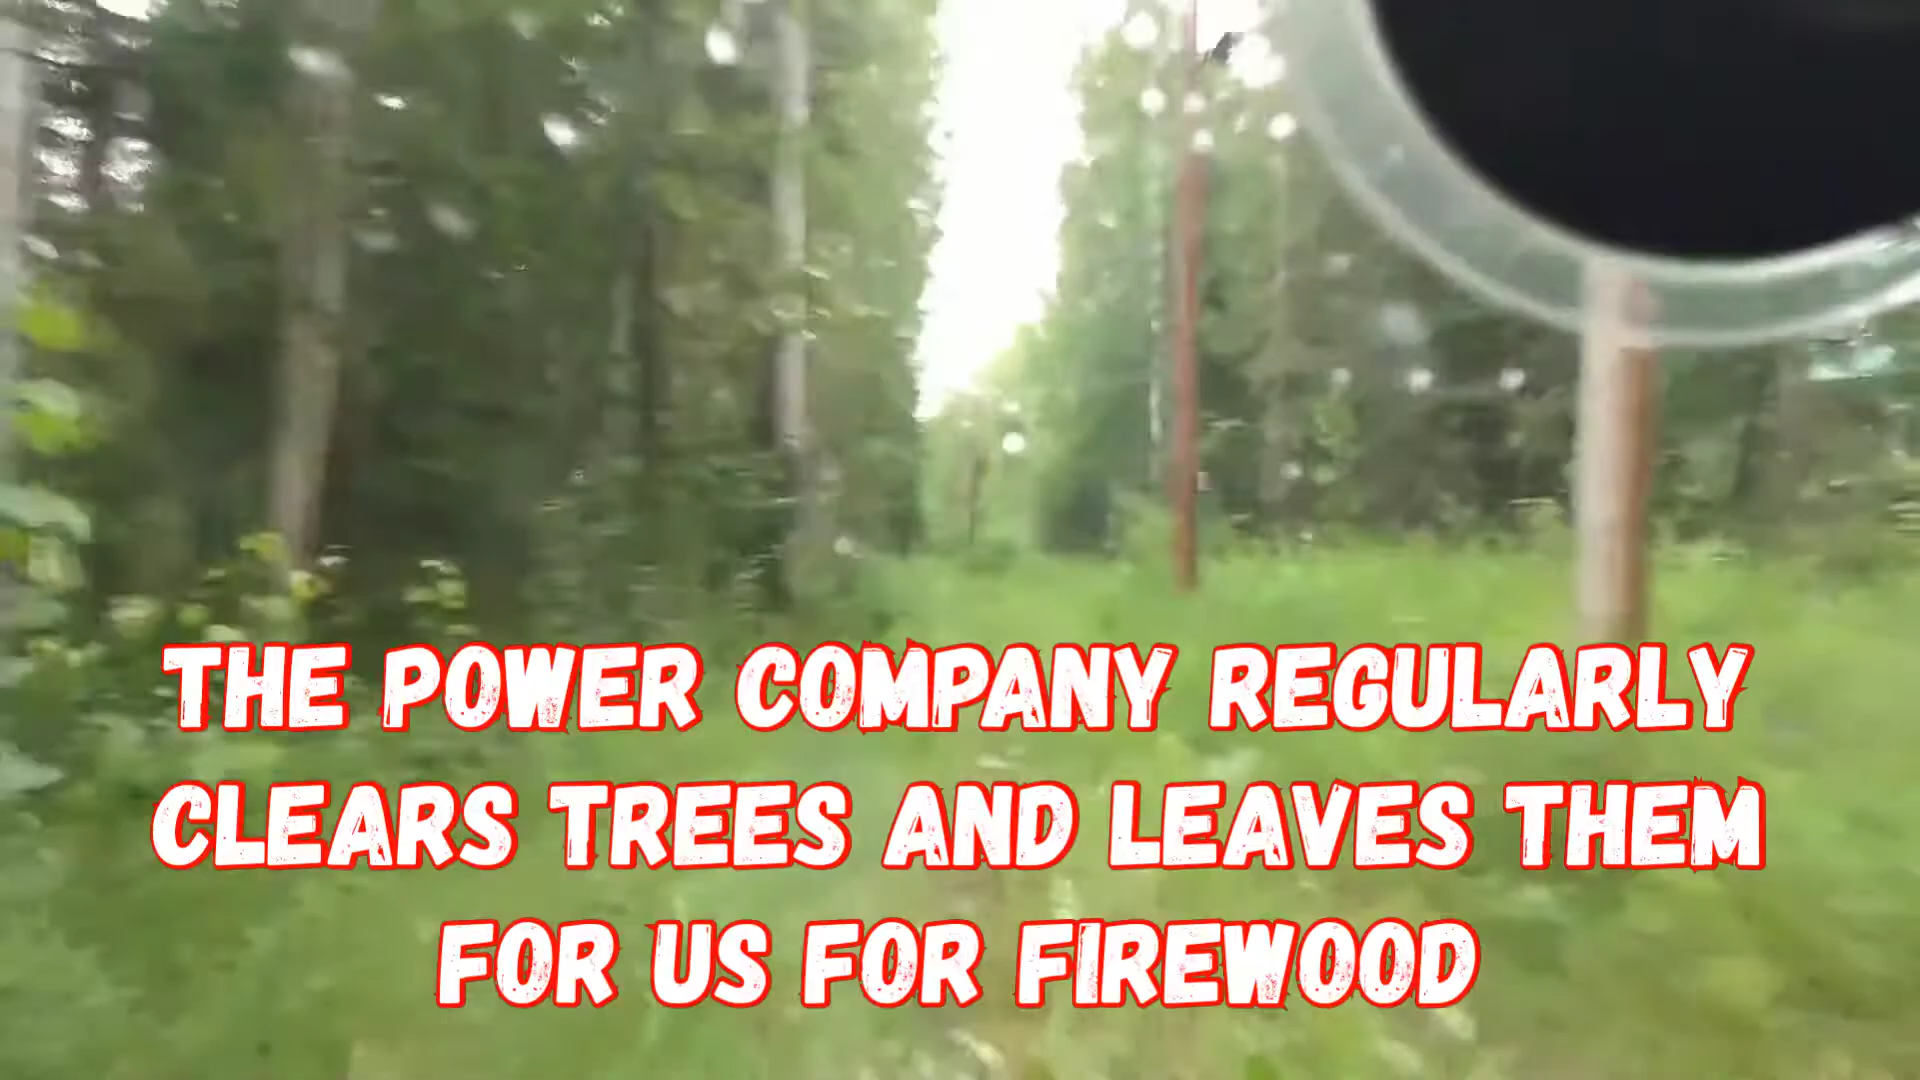 THE POWER COMPANY REGULARLY
CLEARS TREES AND LEAVES THEM
FOR US FOR FIREWOOD